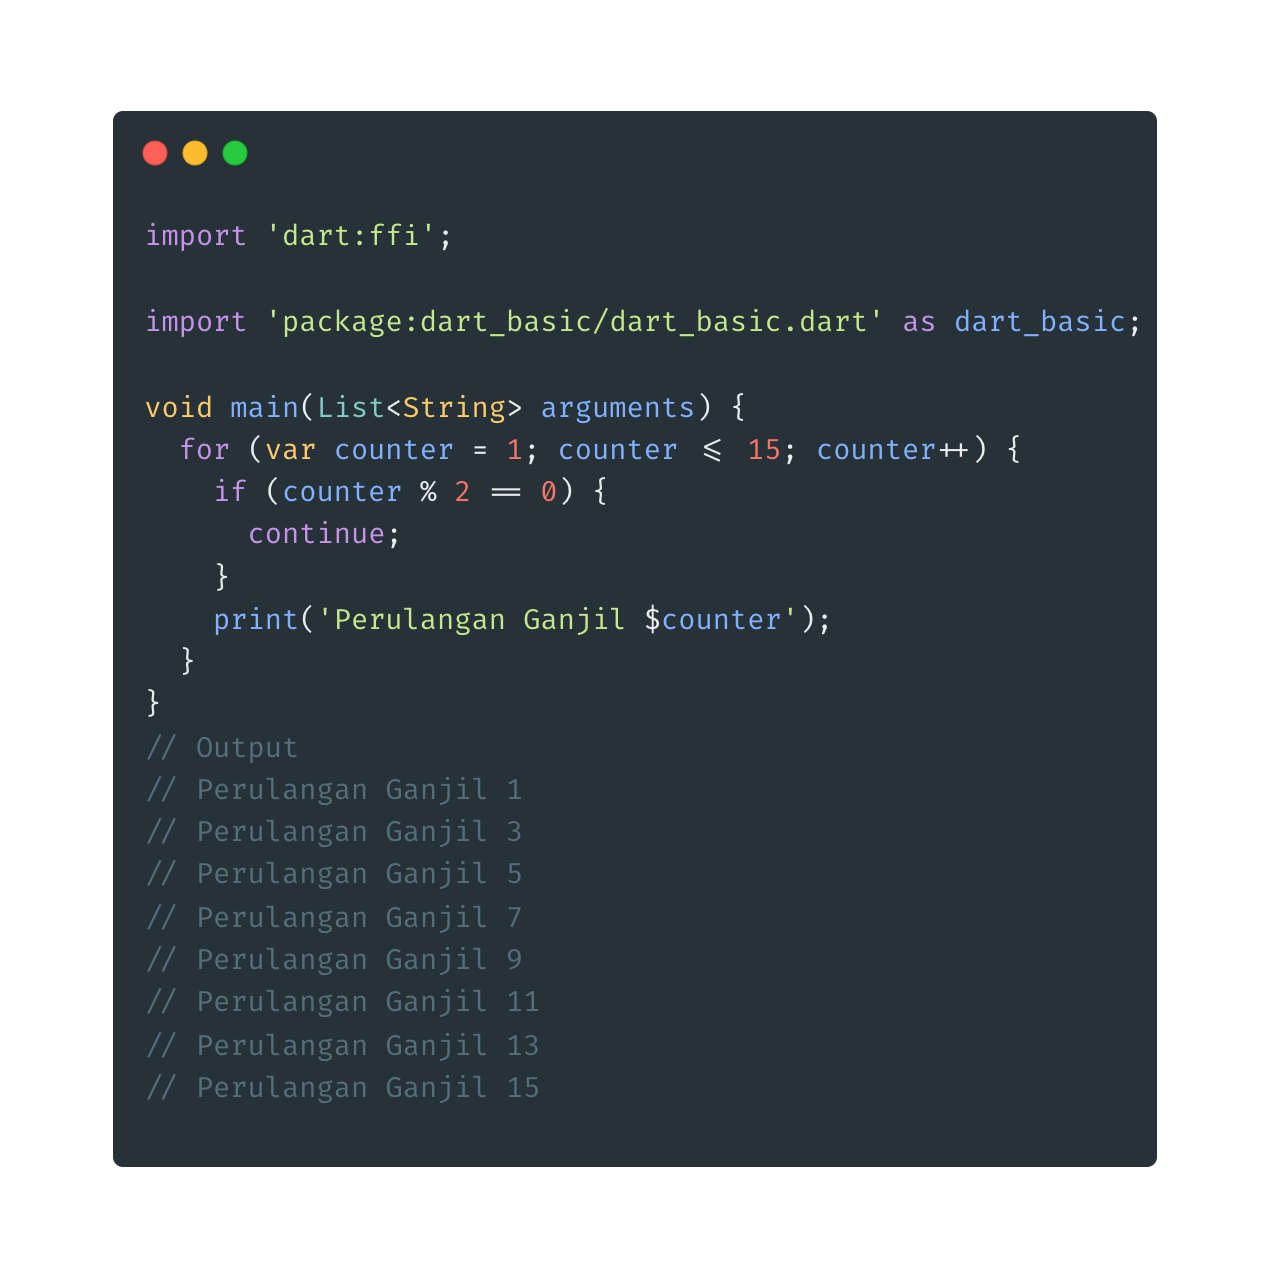 import 'dart:ffi';
import 'package:dart_basic/dart_basic.dart' as dart_basic;
void main(List<String> arguments) {
  for (var counter = 1; counter <= 15; counter++) {
    if (counter % 2 == 0) {
      continue;
    }
    print('Perulangan Ganjil $counter');
  }
}
// Output
// Perulangan Ganjil 1
// Perulangan Ganjil 3
// Perulangan Ganjil 5
// Perulangan Ganjil 7
// Perulangan Ganjil 9
// Perulangan Ganjil 11
// Perulangan Ganjil 13
// Perulangan Ganjil 15